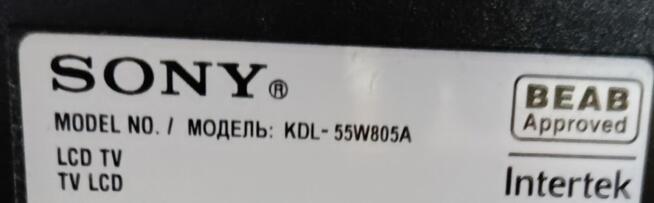 SONY®
BEAB
Approved
MODEL NO. / МОДЕЛЬ: KDL- 55W805A
LCD TV
TV LCD
Intertek